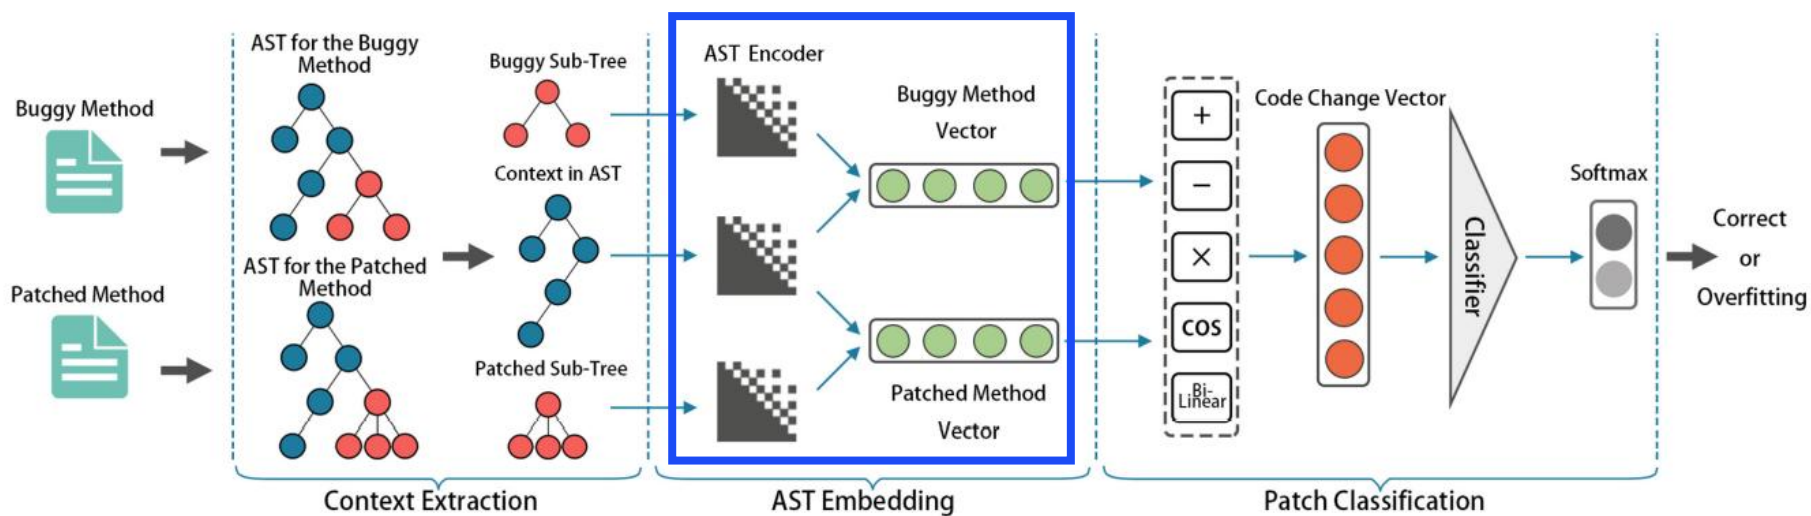 Buggy Method
Patched Method
AST for the Buggy
Method
AST for the Patched
Method
Buggy Sub-Tree
Context in AST
Patched Sub-Tree
Context Extraction
AST Encoder
Buggy Method
Vector
Patched Method
Vector
AST Embedding
+
−
×
COS
Bi-
Linear
Code Change Vector
Classifier
Softmax
Patch Classification
Correct
or
Overfitting